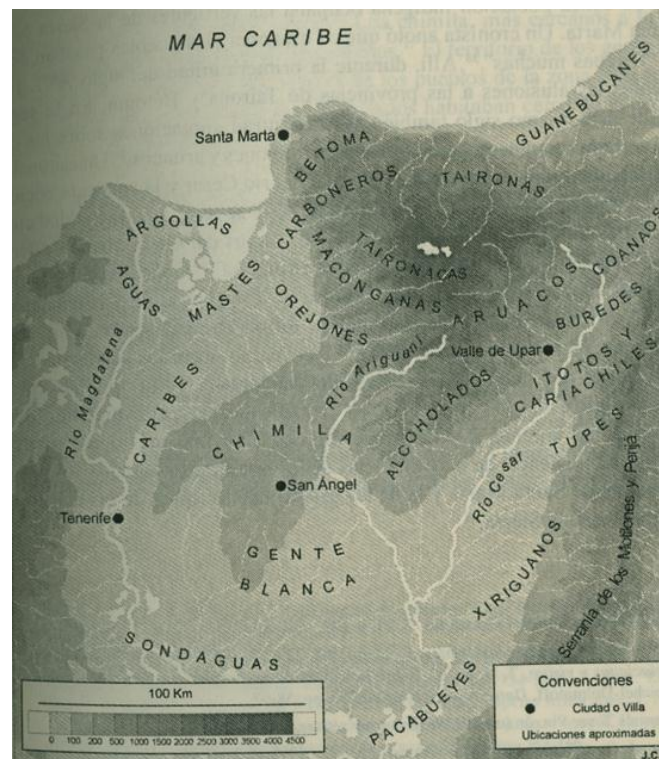 MAR CARIBE
GUANEBUCANES
Santa Marta
BETOMA
CARBONEROS
TAIRONAS
ARGOLLAS
TAIRONACAS
MACONGANAS
COANAOS
AGUAS
MASTES
OREJONES
ARUACOS
BUREDES
Río Magdalena
Río Ariguaní
Valle de Upar
ITOTOS Y
CARIACHILES
CARIBES
ALCOHOLADOS
CHIMILA
TUPES
San Ángel
Río Cesar
Tenerife
GENTE
BLANCA
XIRIGUANOS
Serranía de los Motilones y Perijá
SONDAGUAS
PACABUEYES
100 Km
0 100 200 500 1000 1500 2000 2500 3000 3500 4000 4500
Convenciones
Ciudad o Villa
Ubicaciones aproximadas
J.C.